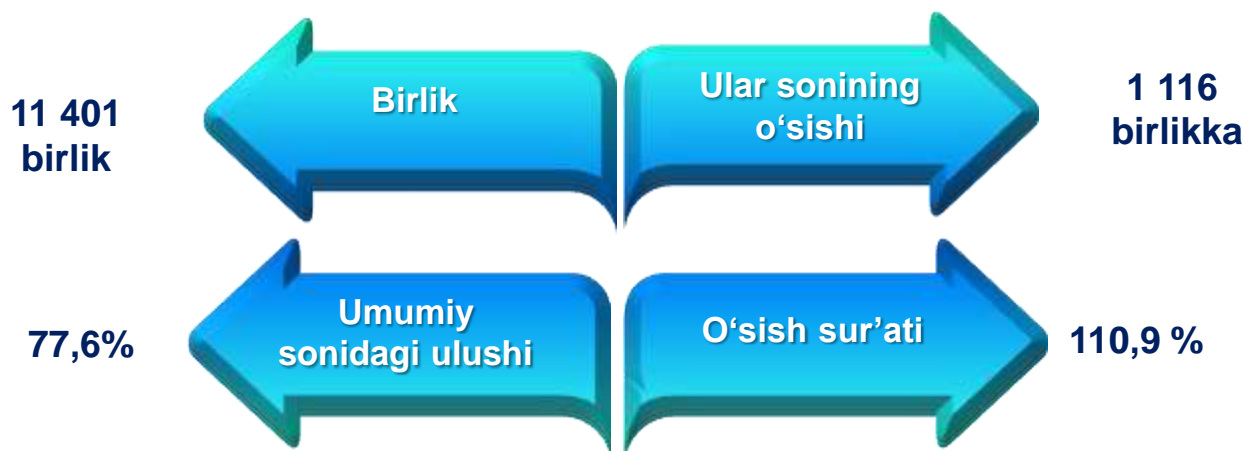 11 401
birlik
Birlik
Ular sonining
o‘sishi
1 116
birlikka
77,6%
Umumiy
sonidagi ulushi
O‘sish sur’ati
110,9 %